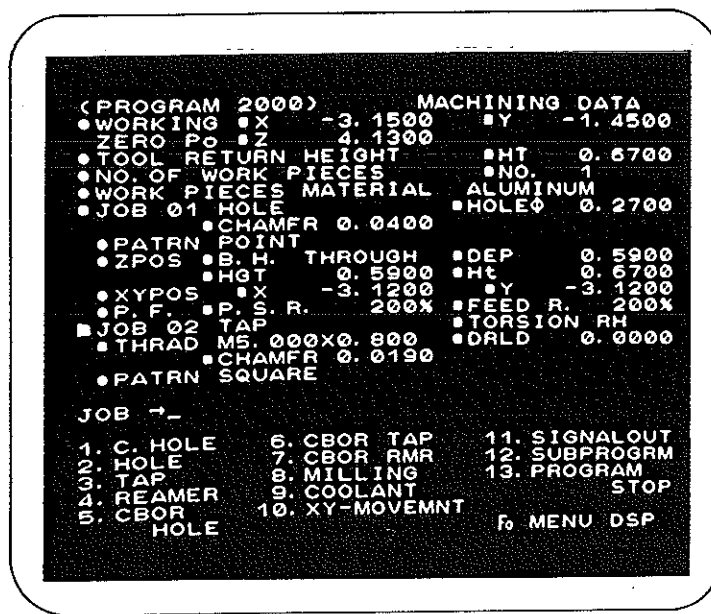 (PROGRAM 2000) MACHINING DATA
●WORKING ■X -3.1500 ■Y -1.4500
ZERO Po ■Z 4.1300
●TOOL RETURN HEIGHT ■HT 0.6700
●NO. OF WORK PIECES ■NO. 1
●WORK PIECES MATERIAL ALUMINUM
■JOB 01 HOLE ■HOLEΦ 0.2700
■CHAMFR 0.0400
●PATRN POINT
●ZPOS ■B.H. THROUGH ■DEP 0.5900
■HGT 0.5900 ■Ht 0.6700
●XYPOS ■X -3.1200 ■Y -3.1200
●P.F. ■P.S.R. 200% ■FEED R. 200%
■JOB 02 TAP ■TORSION RH
■THRAD M5.000X0.800 ■DRLD 0.0000
■CHAMFR 0.0190
●PATRN SQUARE
JOB →_
1. C. HOLE 6. CBOR TAP 11. SIGNALOUT
2. HOLE 7. CBOR RMR 12. SUBPROGRM
3. TAP 8. MILLING 13. PROGRAM
4. REAMER 9. COOLANT STOP
5. CBOR 10. XY-MOVEMNT
HOLE Fo MENU DSP